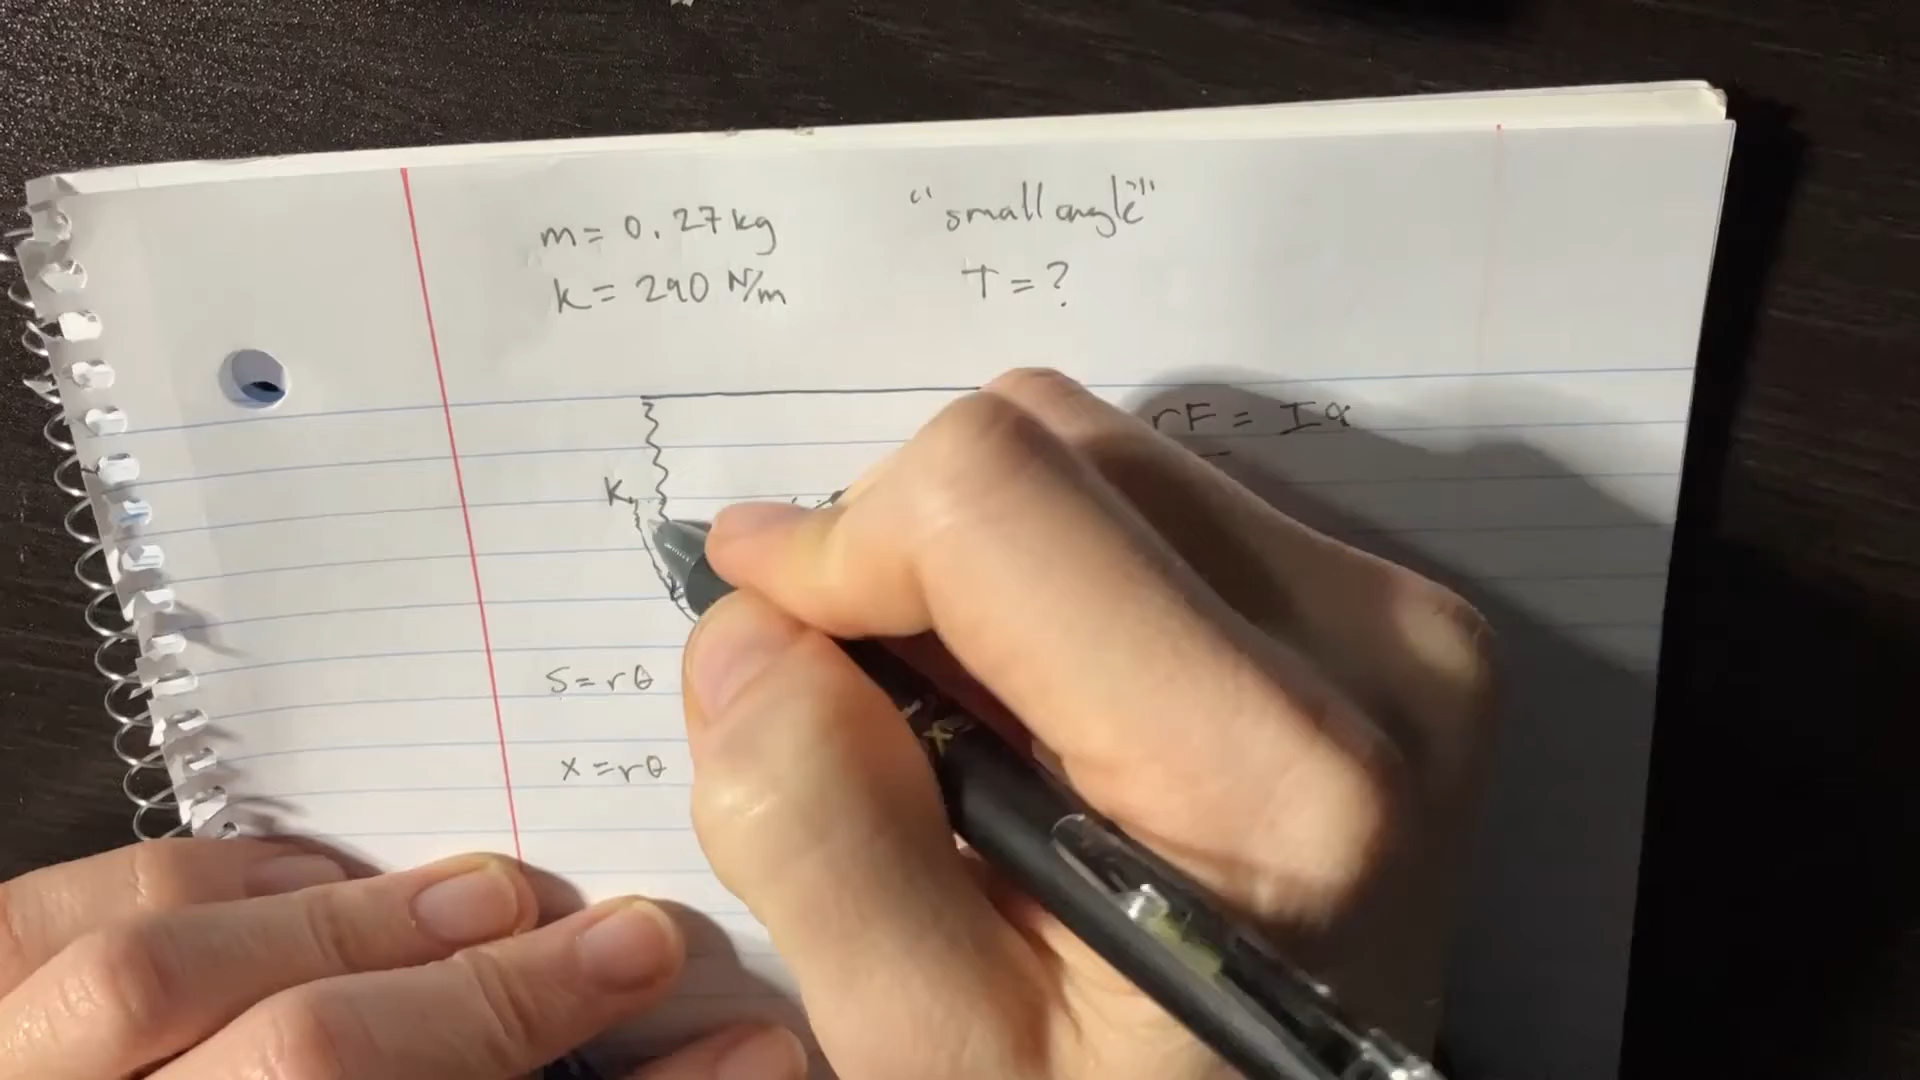 m = 0.27 kg
k = 290 N/m
"small angle"
T = ?
rF = Iα
k
s = rθ
x = rθ